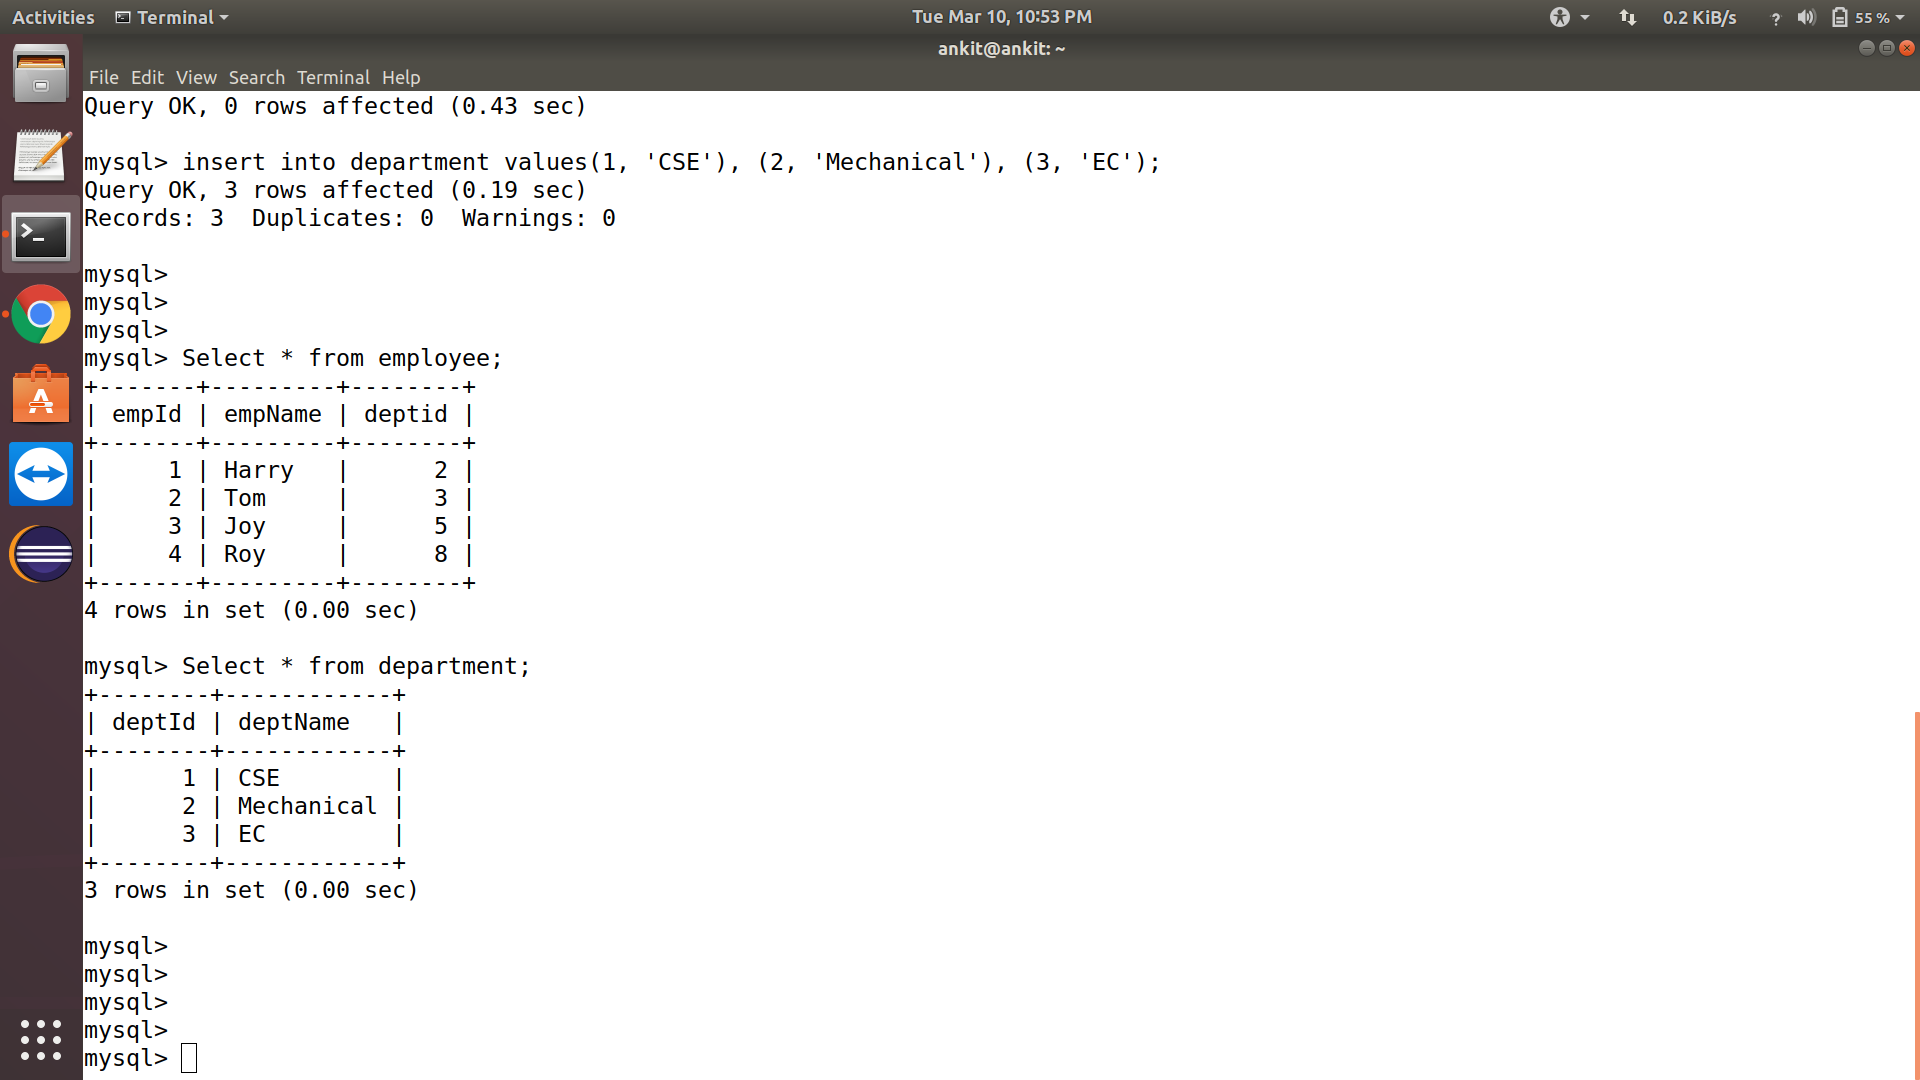 Activities Terminal Tue Mar 10, 10:53 PM 0.2 KiB/s ? 55 %
ankit@ankit: ~
File Edit View Search Terminal Help
Query OK, 0 rows affected (0.43 sec)
mysql> insert into department values(1, 'CSE'), (2, 'Mechanical'), (3, 'EC');
Query OK, 3 rows affected (0.19 sec)
Records: 3  Duplicates: 0  Warnings: 0
mysql>
mysql>
mysql>
mysql> Select * from employee;
+-------+---------+--------+
| empId | empName | deptid |
+-------+---------+--------+
|     1 | Harry   |      2 |
|     2 | Tom     |      3 |
|     3 | Joy     |      5 |
|     4 | Roy     |      8 |
+-------+---------+--------+
4 rows in set (0.00 sec)
mysql> Select * from department;
+--------+------------+
| deptId | deptName   |
+--------+------------+
|      1 | CSE        |
|      2 | Mechanical |
|      3 | EC         |
+--------+------------+
3 rows in set (0.00 sec)
mysql>
mysql>
mysql>
mysql>
mysql>